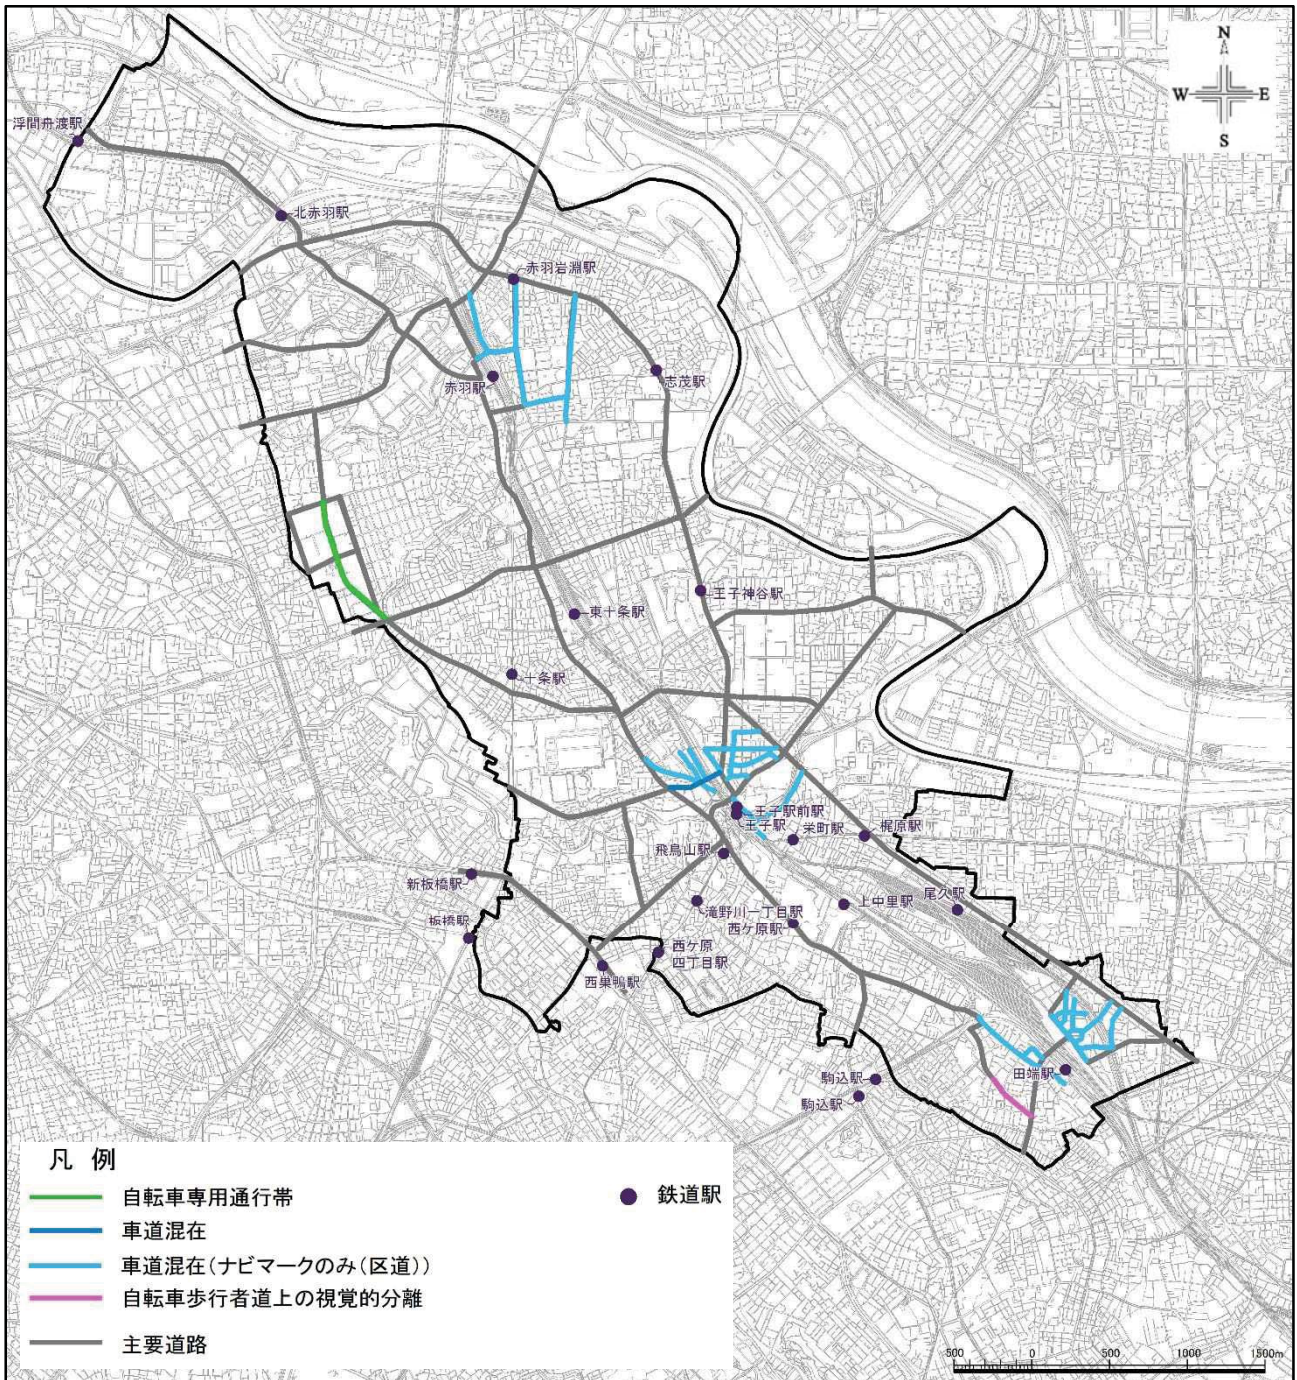 N
W E
S
浮間舟渡駅
北赤羽駅
赤羽岩淵駅
赤羽駅
志茂駅
王子神谷駅
東十条駅
十条駅
王子駅前駅
王子駅
栄町駅
梶原駅
飛鳥山駅
新板橋駅
板橋駅
滝野川一丁目駅
西ケ原駅
上中里駅
尾久駅
西ケ原
四丁目駅
西巣鴨駅
田端駅
駒込駅
駒込駅
凡 例
自転車専用通行帯
鉄道駅
車道混在
車道混在(ナビマークのみ(区道))
自転車歩行者道上の視覚的分離
主要道路
500 0 500 1000 1500m